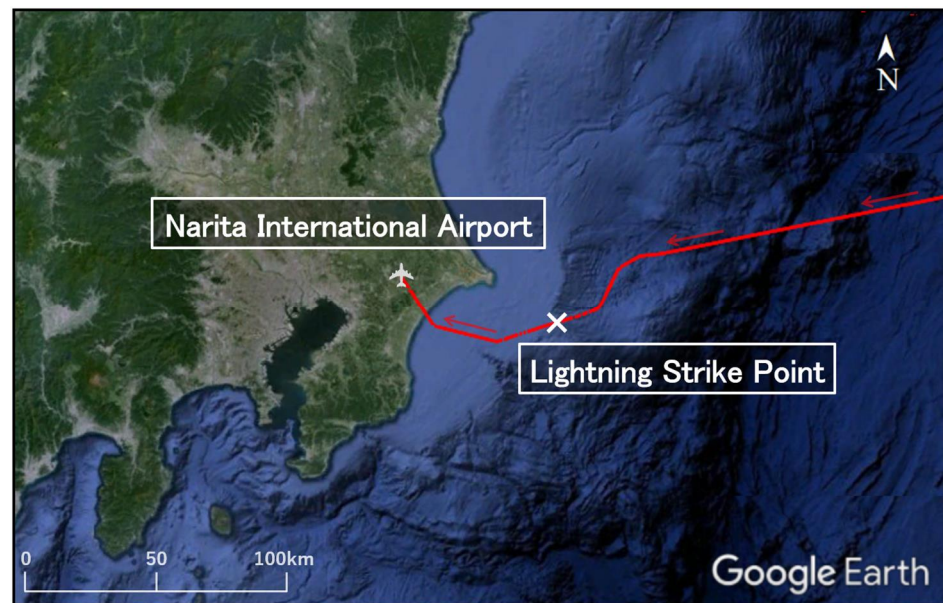 N
Narita International Airport
Lightning Strike Point
0 50 100km
Google Earth